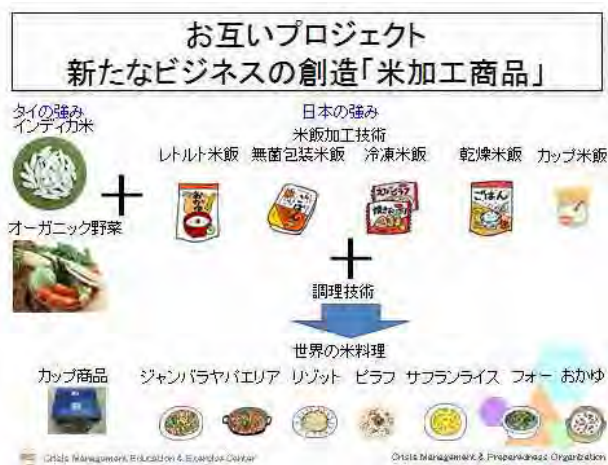 お互いプロジェクト
新たなビジネスの創造「米加工商品」
タイの強み
インディカ米
日本の強み
米飯加工技術
レトルト米飯 無菌包装米飯 冷凍米飯 乾燥米飯 カップ米飯
+
オーガニック野菜
おかゆ
ごはん
+
調理技術
世界の米料理
カップ商品 ジャンバラヤパエリア リゾット ピラフ サフランライス フォー おかゆ
Crisis Management Education & Exercise Center
Crisis Management & Preparedness Organization